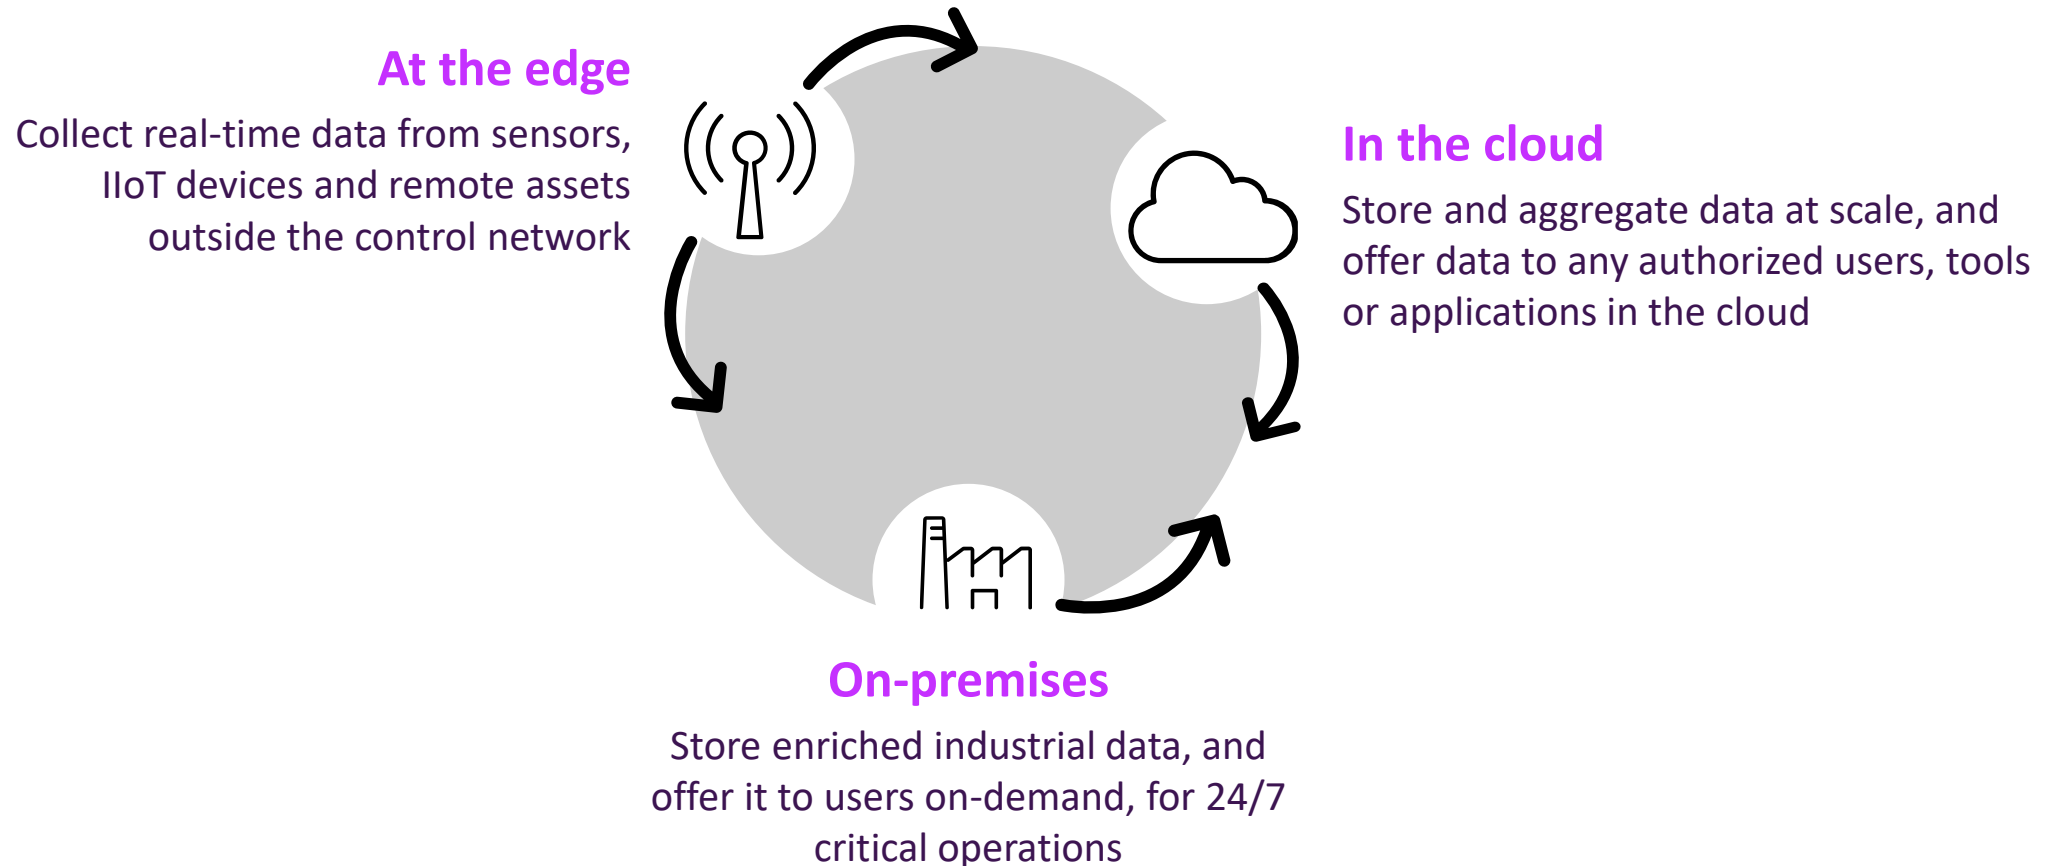 At the edge
Collect real-time data from sensors,
IIoT devices and remote assets
outside the control network
In the cloud
Store and aggregate data at scale, and
offer data to any authorized users, tools
or applications in the cloud
On-premises
Store enriched industrial data, and
offer it to users on-demand, for 24/7
critical operations